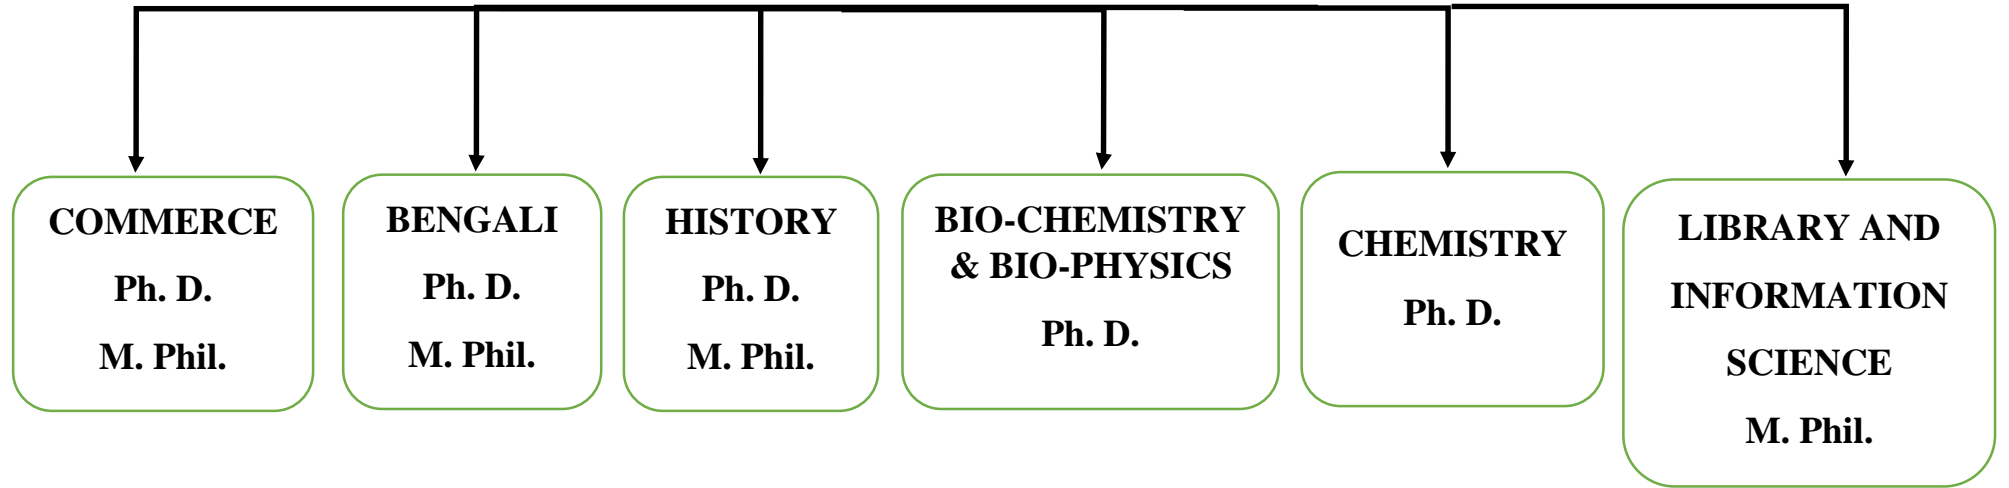 COMMERCE
Ph. D.
M. Phil.
BENGALI
Ph. D.
M. Phil.
HISTORY
Ph. D.
M. Phil.
BIO-CHEMISTRY
& BIO-PHYSICS
Ph. D.
CHEMISTRY
Ph. D.
LIBRARY AND
INFORMATION
SCIENCE
M. Phil.